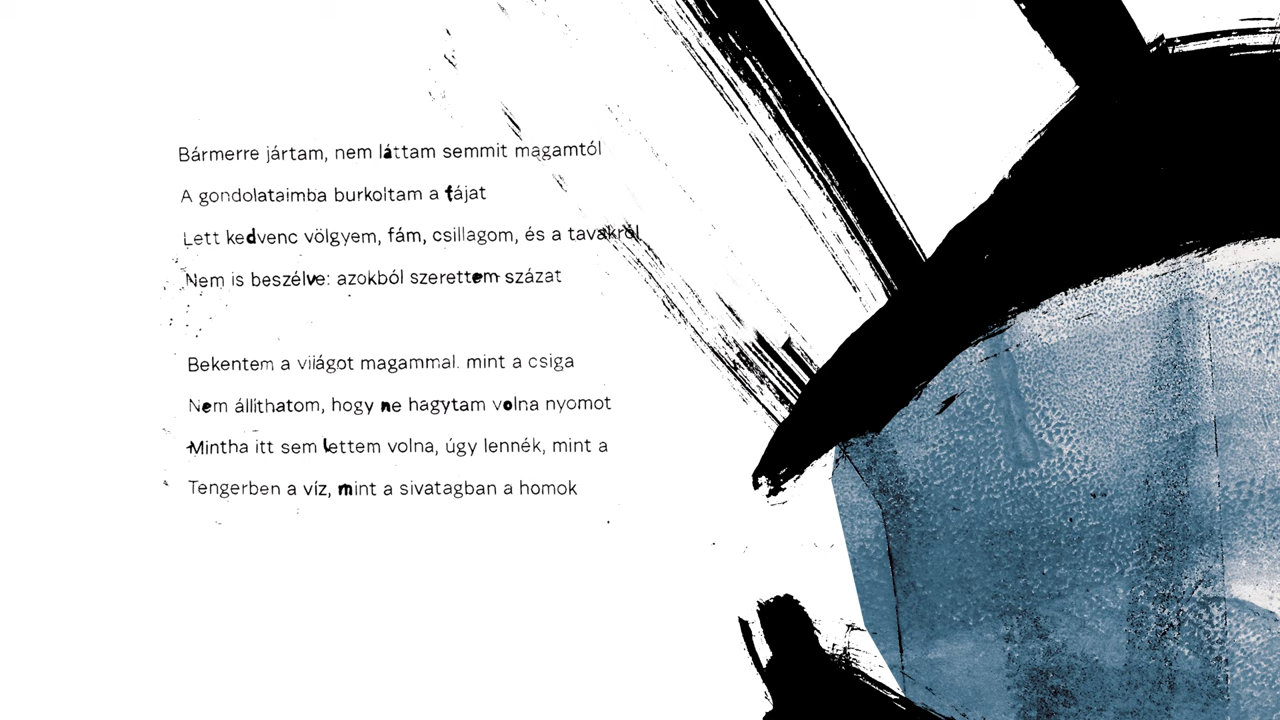 Bármerre jártam, nem láttam semmit magamtól
A gondolataimba burkoltam a tájat
Lett kedvenc völgyem, fám, csillagom, és a tavakról
Nem is beszélve: azokból szerettem százat
Bekentem a világot magammal. mint a csiga
Nem állíthatom, hogy ne hagytam volna nyomot
Mintha itt sem lettem volna, úgy lennék, mint a
Tengerben a víz, mint a sivatagban a homok